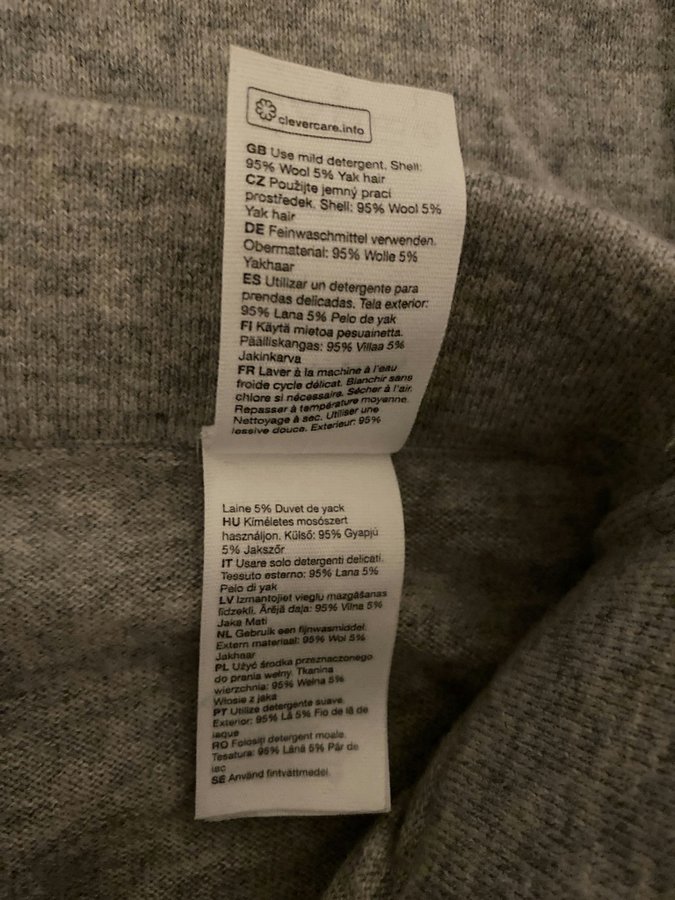 clevercare.info
GB Use mild detergent. Shell:
95% Wool 5% Yak hair
CZ Použijte jemný prací
prostředek. Shell: 95% Wool 5%
Yak hair
DE Feinwaschmittel verwenden.
Obermaterial: 95% Wolle 5%
Yakhaar
ES Utilizar un detergente para
prendas delicadas. Tela exterior:
95% Lana 5% Pelo de yak
FI Käytä mietoa pesuainetta.
Päälliskangas: 95% Villaa 5%
Jakinkarva
FR Laver à la machine à l'eau
froide cycle délicat. Blanchir sans
chlore si nécessaire. Sécher à l'air.
Repasser à température moyenne.
Nettoyage à sec. Utiliser une
lessive douce. Exterieur: 95%
Laine 5% Duvet de yack
HU Kíméletes mosószert
használjon. Külső: 95% Gyapjú
5% Jakszőr
IT Usare solo detergenti delicati.
Tessuto esterno: 95% Lana 5%
Pelo di yak
LV Izmantojiet vieglu mazgāšanas
līdzekli. Ārējā daļa: 95% Vilna 5%
Jaka Mati
NL Gebruik een fijnwasmiddel.
Extern materiaal: 95% Wol 5%
Jakhaar
PL Użyć środka przeznaczonego
do prania wełny. Tkanina
wierzchnia: 95% Wełna 5%
Włosie z jaka
PT Utilize detergente suave.
Exterior: 95% Lã 5% Fio de lã de
iaque
RO Folosiți detergent moale.
Tesatura: 95% Lână 5% Păr de
iac
SE Använd fintvättmedel.